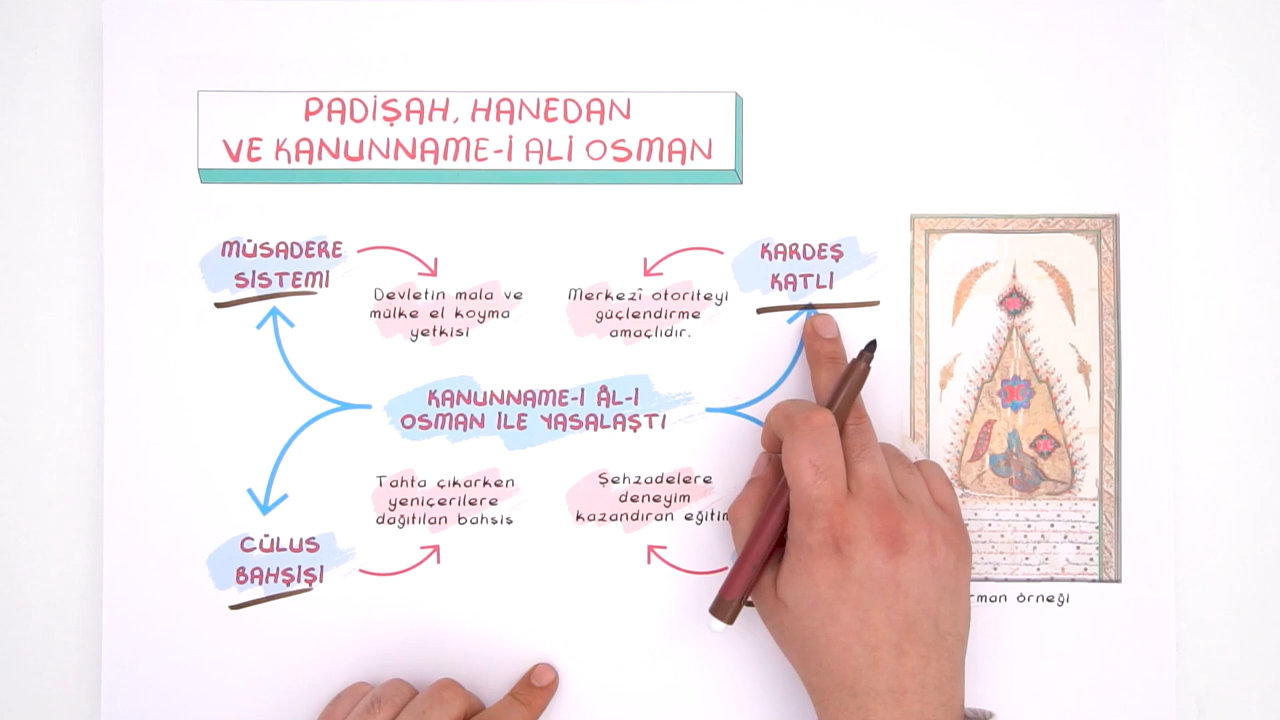 PADİŞAH, HANEDAN
VE KANUNNAME-İ ALİ OSMAN
MÜSADERE
SİSTEMİ
Devletin mala ve
mülke el koyma
yetkisi
Merkezî otoriteyi
güçlendirme
amaçlıdır.
KARDEŞ
KATLİ
KANUNNAME-İ ÂL-İ
OSMAN İLE YASALAŞTI
Tahta çıkarken
yeniçerilere
dağıtılan bahsis
Şehzadelere
deneyim
kazandıran eğitim
CÜLUS
BAHŞİŞİ
örneği